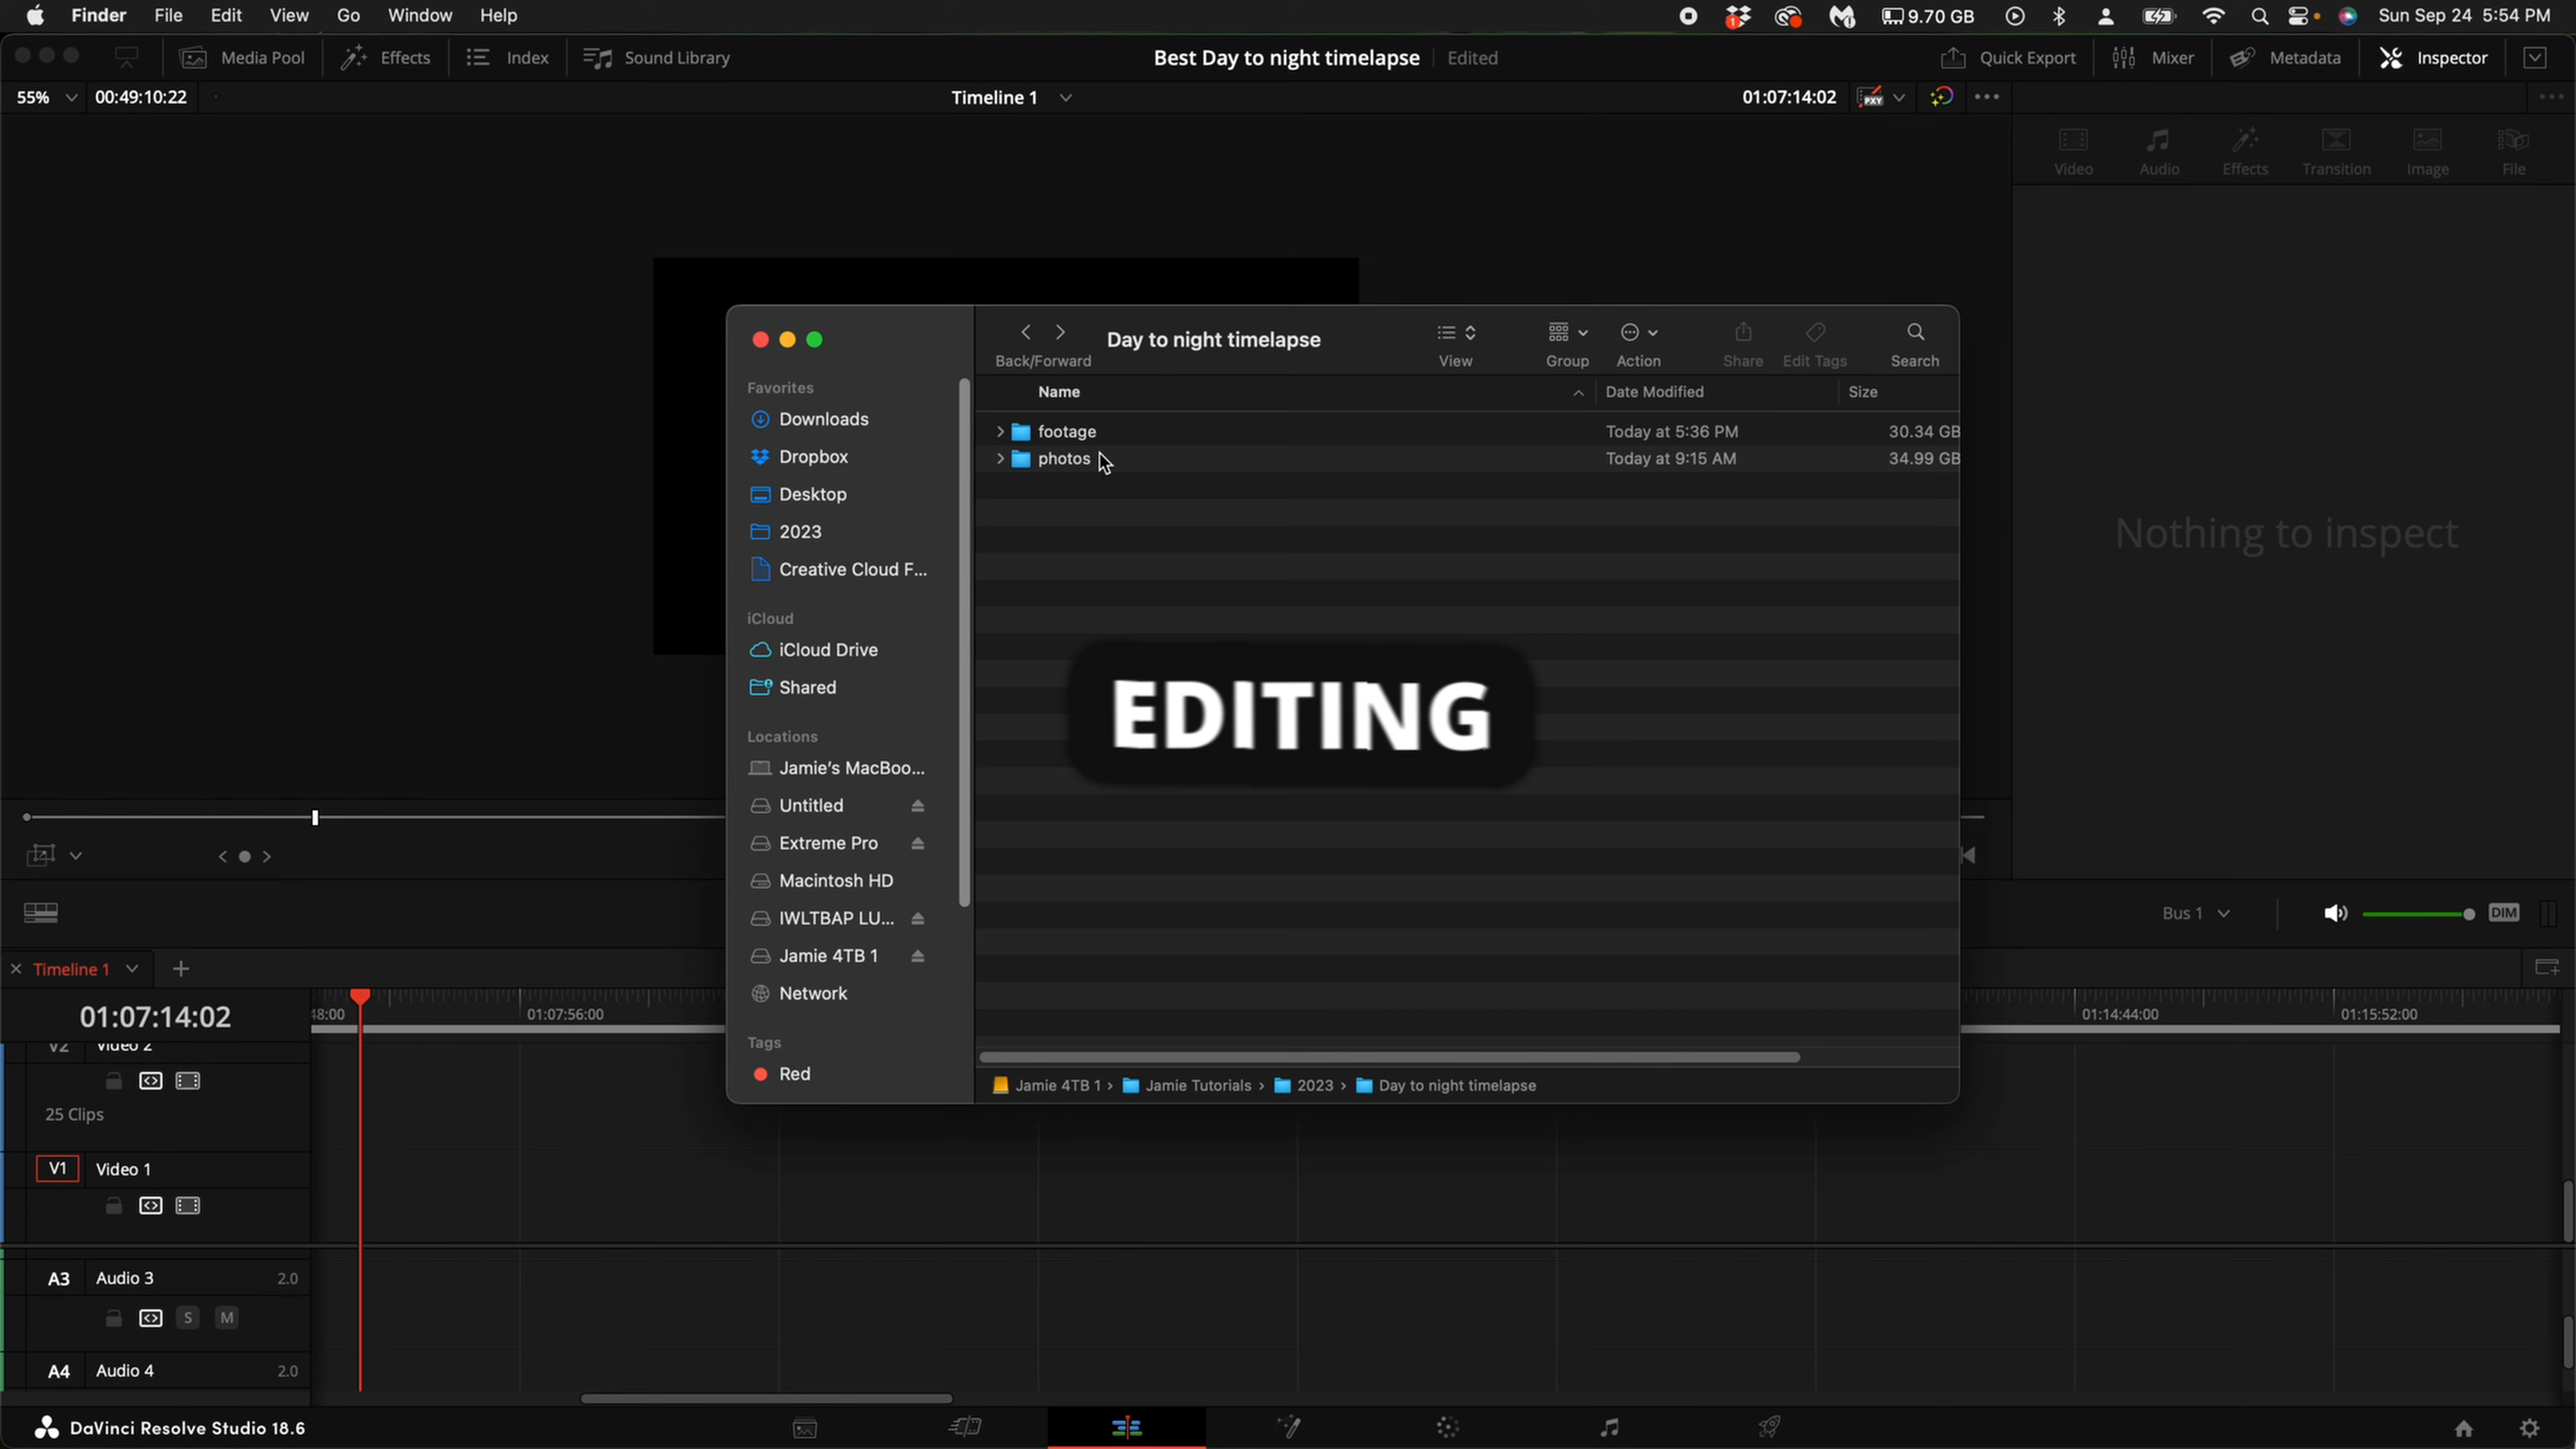 Finder File Edit View Go Window Help 9.70 GB Sun Sep 24 5:54 PM
Media Pool Effects Index Sound Library Best Day to night timelapse Edited Quick Export Mixer Metadata Inspector
55% 00:49:10:22 Timeline 1 01:07:14:02 PXY
Video Audio Effects Transition Image File
Nothing to inspect
Day to night timelapse
Back/Forward View Group Action Share Edit Tags Search
Name Date Modified Size
footage Today at 5:36 PM 30.34 GB
photos Today at 9:15 AM 34.99 GB
Favorites
Downloads
Dropbox
Desktop
2023
Creative Cloud F...
iCloud
iCloud Drive
Shared
Locations
Jamie's MacBoo...
Untitled
Extreme Pro
Macintosh HD
IWLTBAP LU...
Jamie 4TB 1
Network
Tags
Red
EDITING
Jamie 4TB 1 › Jamie Tutorials › 2023 › Day to night timelapse
Bus 1 DIM
Timeline 1
01:07:14:02 48:00 01:07:56:00 01:14:44:00 01:15:52:00
V2 Video 2
25 Clips
V1 Video 1
A3 Audio 3 2.0
S M
A4 Audio 4 2.0
DaVinci Resolve Studio 18.6